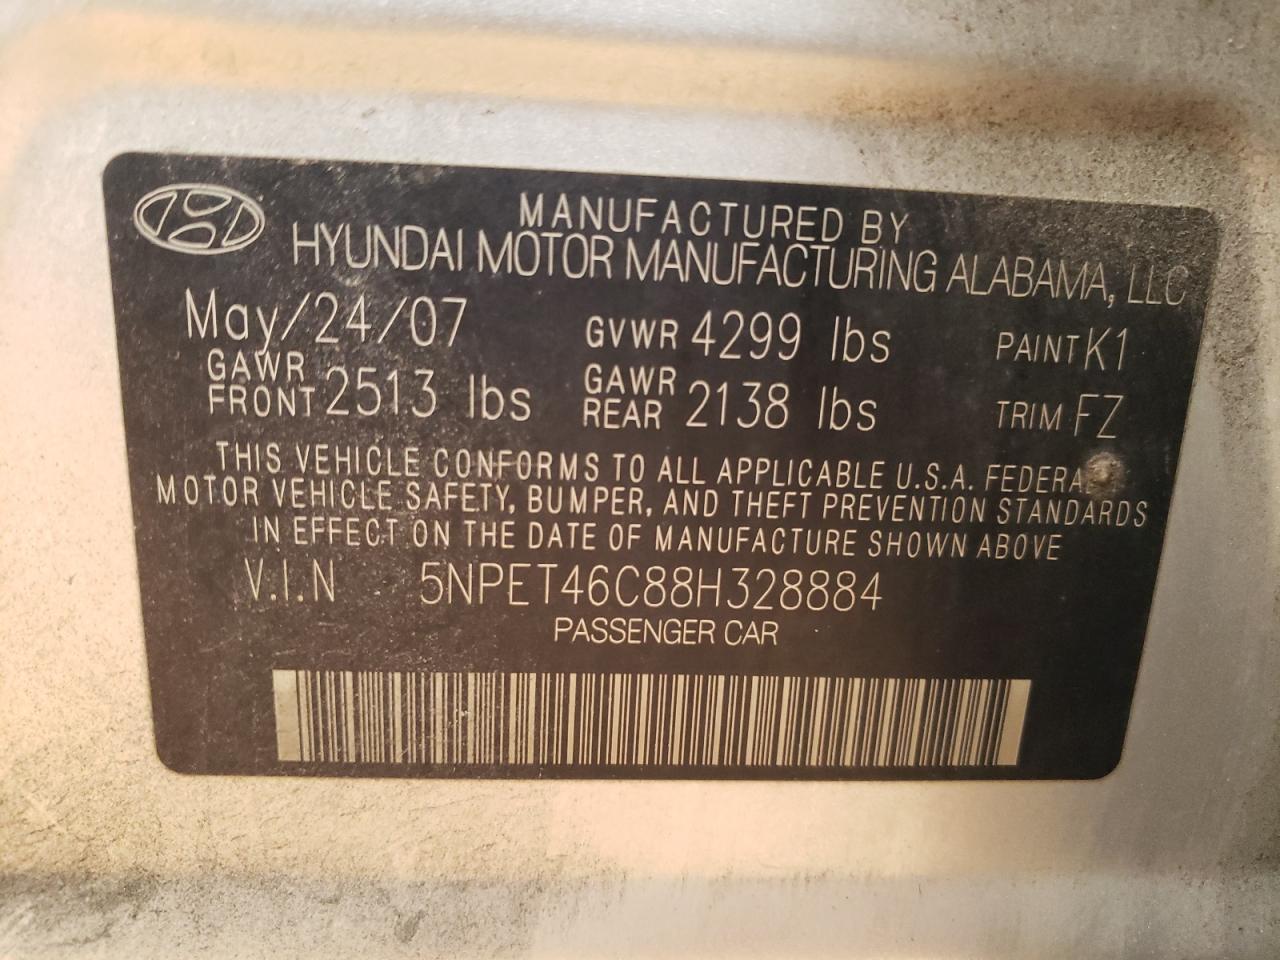 MANUFACTURED BY
HYUNDAI MOTOR MANUFACTURING ALABAMA, LLC
May/24/07 GVWR 4299 lbs PAINT K1
GAWR FRONT 2513 lbs GAWR REAR 2138 lbs TRIM FZ
THIS VEHICLE CONFORMS TO ALL APPLICABLE U.S.A. FEDERAL
MOTOR VEHICLE SAFETY, BUMPER, AND THEFT PREVENTION STANDARDS
IN EFFECT ON THE DATE OF MANUFACTURE SHOWN ABOVE
V.I.N 5NPET46C88H328884
PASSENGER CAR